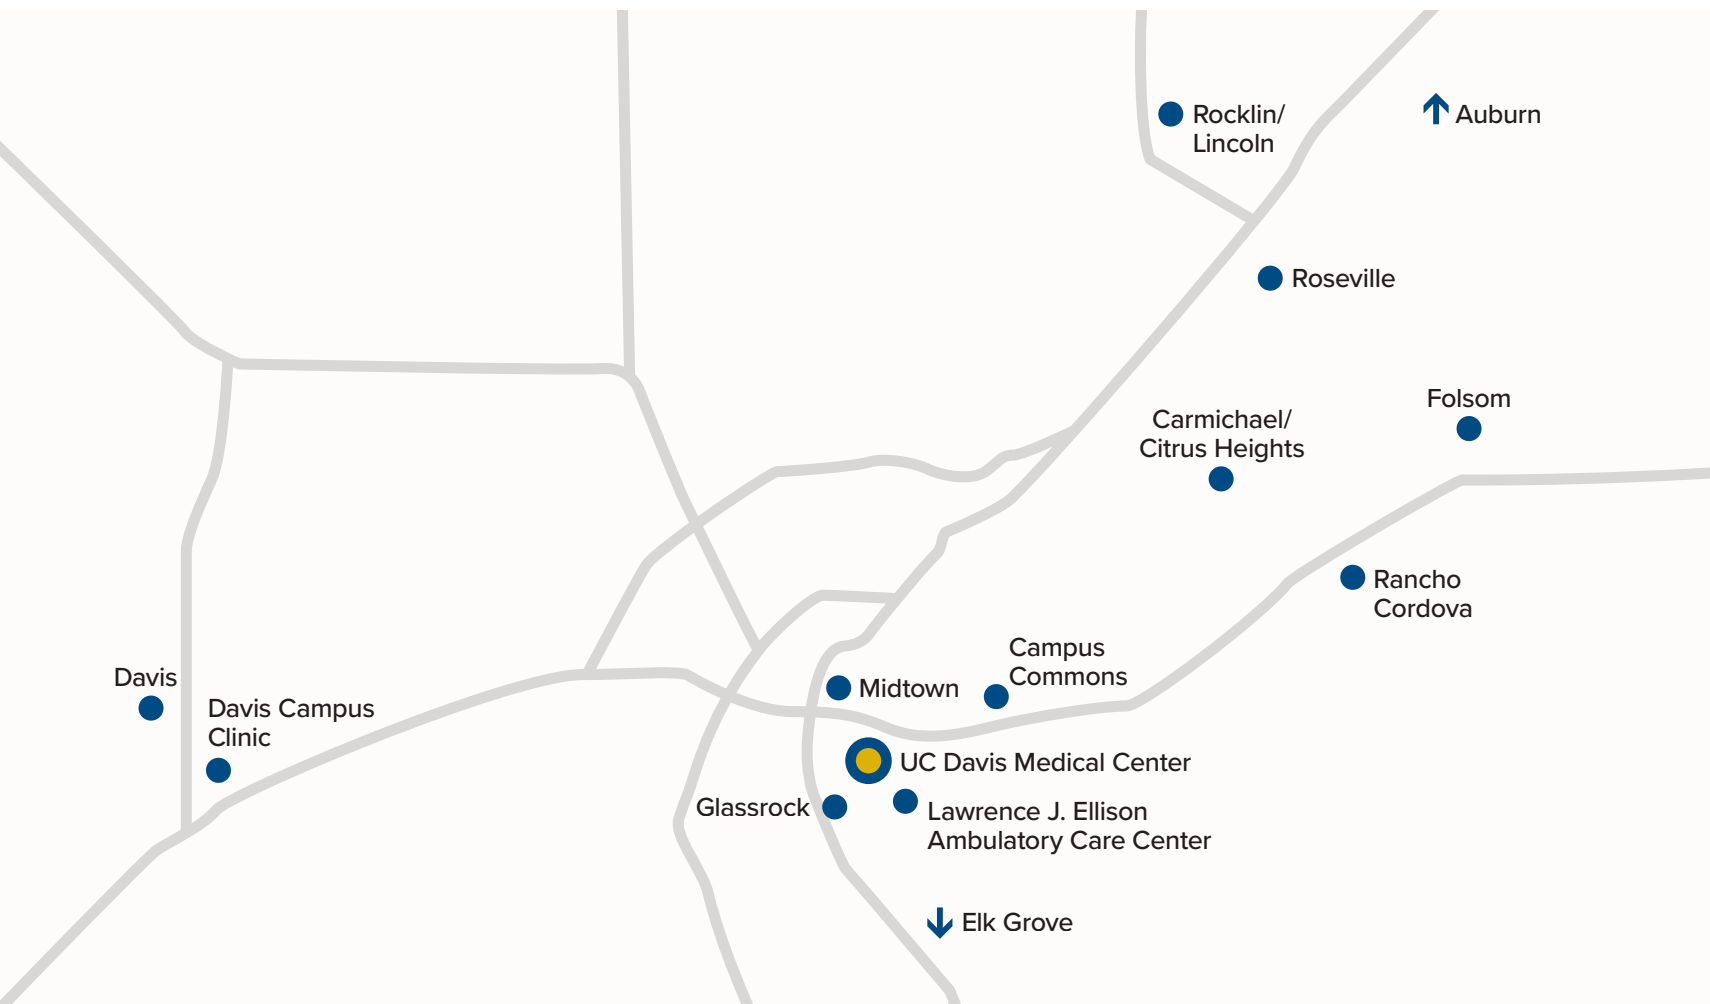 Rocklin/
Lincoln
Auburn
Roseville
Folsom
Carmichael/
Citrus Heights
Rancho
Cordova
Campus
Commons
Davis
Midtown
Davis Campus
Clinic
UC Davis Medical Center
Glassrock
Lawrence J. Ellison
Ambulatory Care Center
Elk Grove